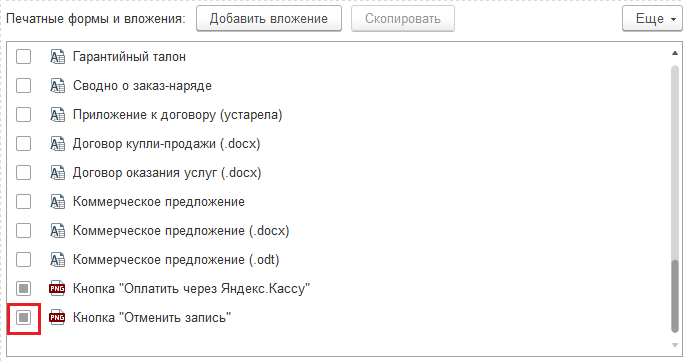 Печатные формы и вложения: Добавить вложение Скопировать Еще
Гарантийный талон
Сводно о заказ-наряде
Приложение к договору (устарела)
Договор купли-продажи (.docx)
Договор оказания услуг (.docx)
Коммерческое предложение
Коммерческое предложение (.docx)
Коммерческое предложение (.odt)
PNG Кнопка "Оплатить через Яндекс.Кассу"
PNG Кнопка "Отменить запись"